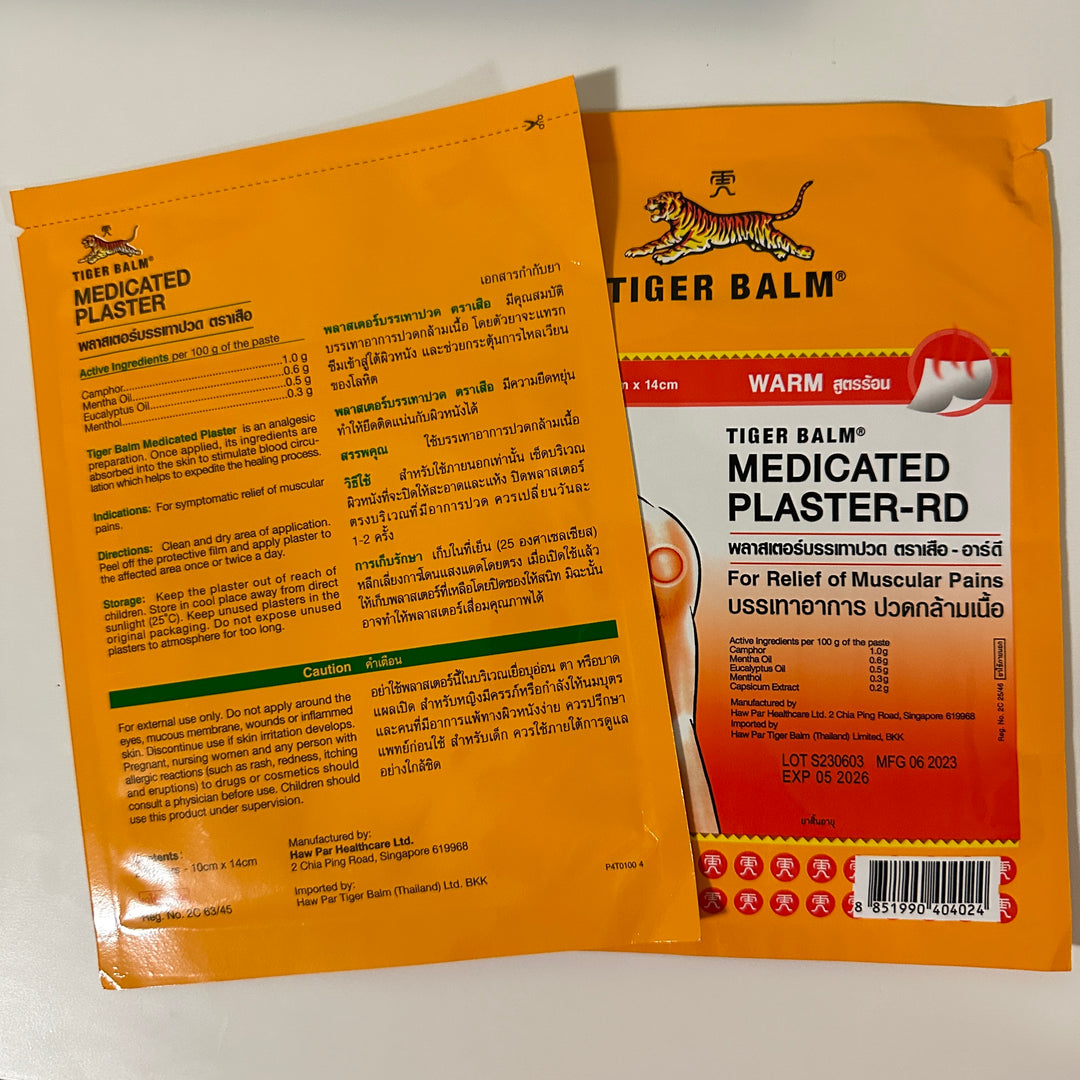 TIGER BALM®
MEDICATED
PLASTER
พลาสเตอร์บรรเทาปวด ตราเสือ
Active Ingredients per 100 g of the paste
Camphor..............................1.0 g
Mentha Oil..............................0.6 g
Eucalyptus Oil..............................0.5 g
Menthol..............................0.3 g
Tiger Balm Medicated Plaster is an analgesic
preparation. Once applied, its ingredients are
absorbed into the skin to stimulate blood circu-
lation which helps to expedite the healing process.
Indications: For symptomatic relief of muscular
pains.
Directions: Clean and dry area of application.
Peel off the protective film and apply plaster to
the affected area once or twice a day.
Storage: Keep the plaster out of reach of
children. Store in cool place away from direct
sunlight (25°C). Keep unused plasters in the
original packaging. Do not expose unused
plasters to atmosphere for too long.
เอกสารกำกับยา
พลาสเตอร์บรรเทาปวด ตราเสือ มีคุณสมบัติ
บรรเทาอาการปวดกล้ามเนื้อ โดยตัวยาจะแทรก
ซึมเข้าสู่ใต้ผิวหนัง และช่วยกระตุ้นการไหลเวียน
ของโลหิต
พลาสเตอร์บรรเทาปวด ตราเสือ มีความยืดหยุ่น
ทำให้ยึดติดแน่นกับผิวหนังได้
สรรพคุณ ใช้บรรเทาอาการปวดกล้ามเนื้อ
วิธีใช้ สำหรับใช้ภายนอกเท่านั้น เช็ดบริเวณ
ผิวหนังที่จะปิดให้สะอาดและแห้ง ปิดพลาสเตอร์
ตรงบริเวณที่มีอาการปวด ควรเปลี่ยนวันละ
1-2 ครั้ง
การเก็บรักษา เก็บในที่เย็น (25 องศาเซลเซียส)
หลีกเลี่ยงการโดนแสงแดดโดยตรง เมื่อเปิดใช้แล้ว
ให้เก็บพลาสเตอร์ที่เหลือโดยปิดซองให้สนิท มิฉะนั้น
อาจทำให้พลาสเตอร์เสื่อมคุณภาพได้
Caution คำเตือน
For external use only. Do not apply around the
eyes, mucous membrane, wounds or inflammed
skin. Discontinue use if skin irritation develops.
Pregnant, nursing women and any person with
allergic reactions (such as rash, redness, itching
and eruptions) to drugs or cosmetics should
consult a physician before use. Children should
use this product under supervision.
อย่าใช้พลาสเตอร์นี้ในบริเวณเยื่อบุอ่อน ตา หรือบาด
แผลเปิด สำหรับหญิงมีครรภ์หรือกำลังให้นมบุตร
และคนที่มีอาการแพ้ทางผิวหนังง่าย ควรปรึกษา
แพทย์ก่อนใช้ สำหรับเด็ก ควรใช้ภายใต้การดูแล
อย่างใกล้ชิด
Contents:
- 10cm x 14cm
Reg. No. 2C 63/45
Manufactured by:
Haw Par Healthcare Ltd.
2 Chia Ping Road, Singapore 619968
Imported by:
Haw Par Tiger Balm (Thailand) Ltd. BKK
P4T0100 4
虎
TIGER BALM®
x 14cm
WARM สูตรร้อน
TIGER BALM®
MEDICATED
PLASTER-RD
พลาสเตอร์บรรเทาปวด ตราเสือ - อาร์ดี
For Relief of Muscular Pains
บรรเทาอาการ ปวดกล้ามเนื้อ
Active Ingredients per 100 g of the paste
Camphor 1.0g
Mentha Oil 0.6g
Eucalyptus Oil 0.5g
Menthol 0.3g
Capsicum Extract 0.2g
Manufactured by
Haw Par Healthcare Ltd. 2 Chia Ping Road, Singapore 619968
Imported by
Haw Par Tiger Balm (Thailand) Limited, BKK
Reg. No. 2C 25/46 ยาใช้ภายนอก
LOT S230603 MFG 06 2023
EXP 05 2026
ยาสิ้นอายุ
8 851990 404024